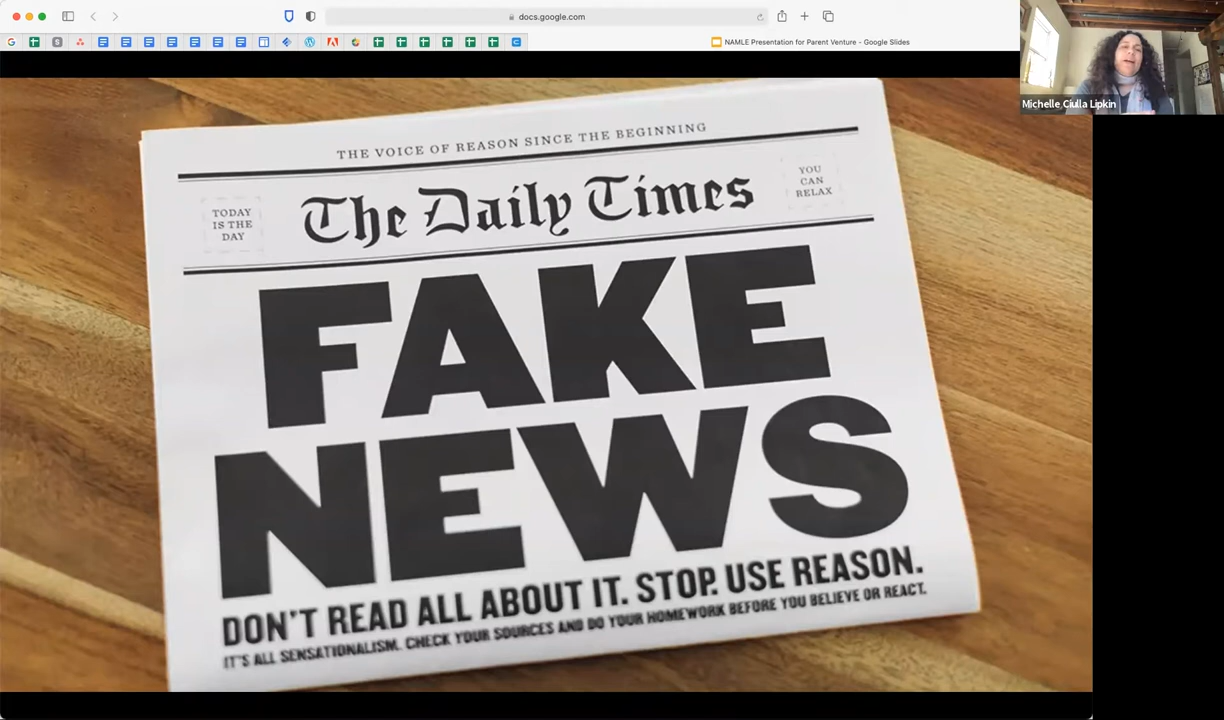 docs.google.com
NAMLE Presentation for Parent Venture - Google Slides
Michelle Ciulla Lipkin
THE VOICE OF REASON SINCE THE BEGINNING
TODAY
IS THE
DAY
The Daily Times
YOU
CAN
RELAX
FAKE
NEWS
DON'T READ ALL ABOUT IT. STOP. USE REASON.
IT'S ALL SENSATIONALISM. CHECK YOUR SOURCES AND DO YOUR HOMEWORK BEFORE YOU BELIEVE OR REACT.